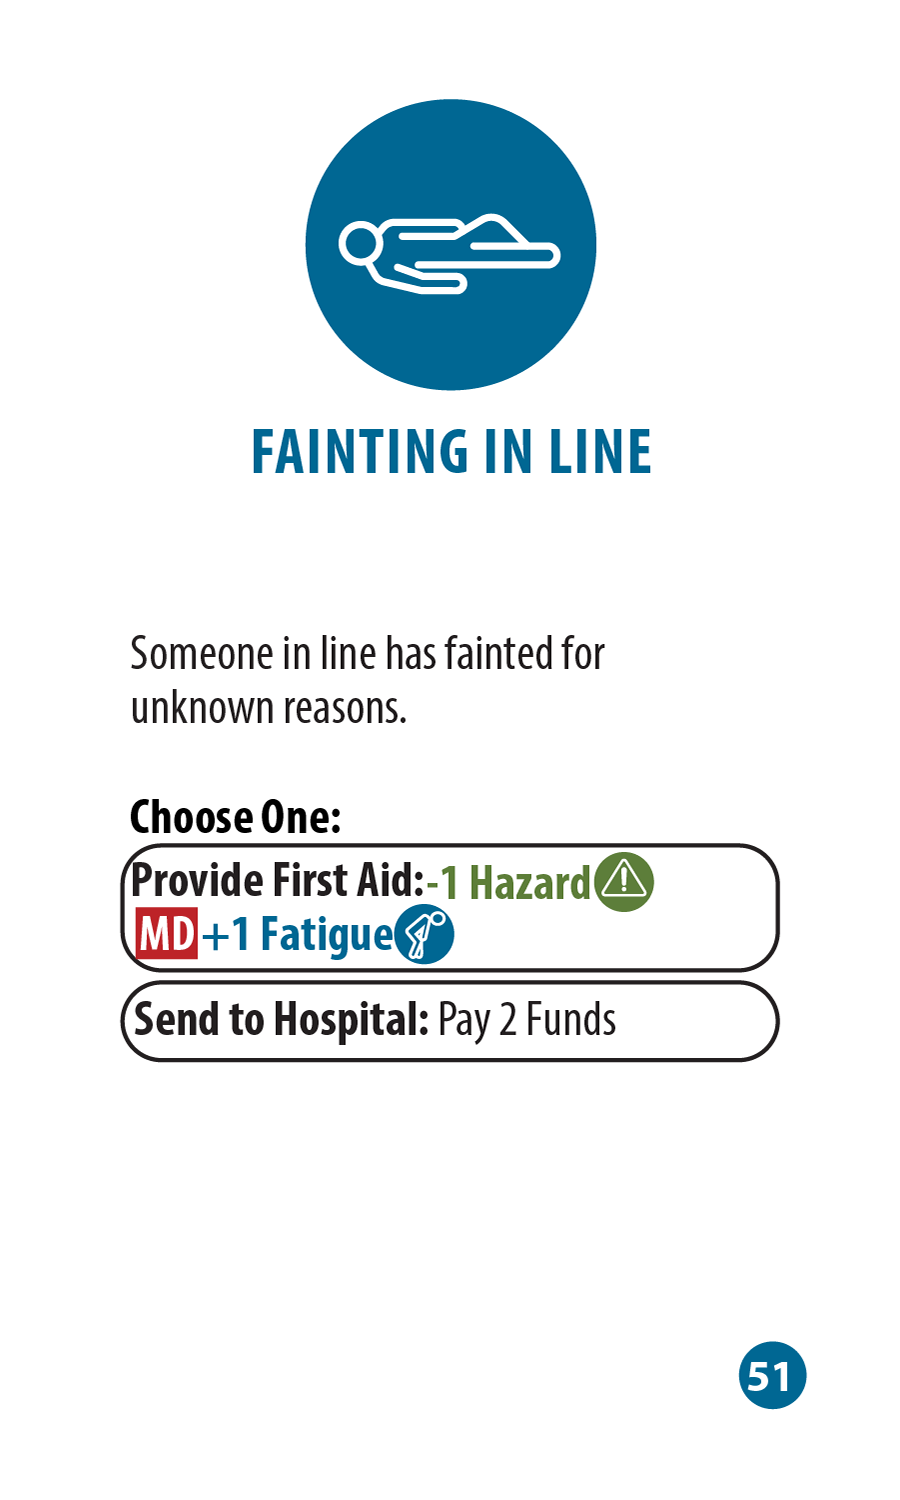 FAINTING IN LINE
Someone in line has fainted for
unknown reasons.
Choose One:
Provide First Aid: -1 Hazard
MD +1 Fatigue
Send to Hospital: Pay 2 Funds
51